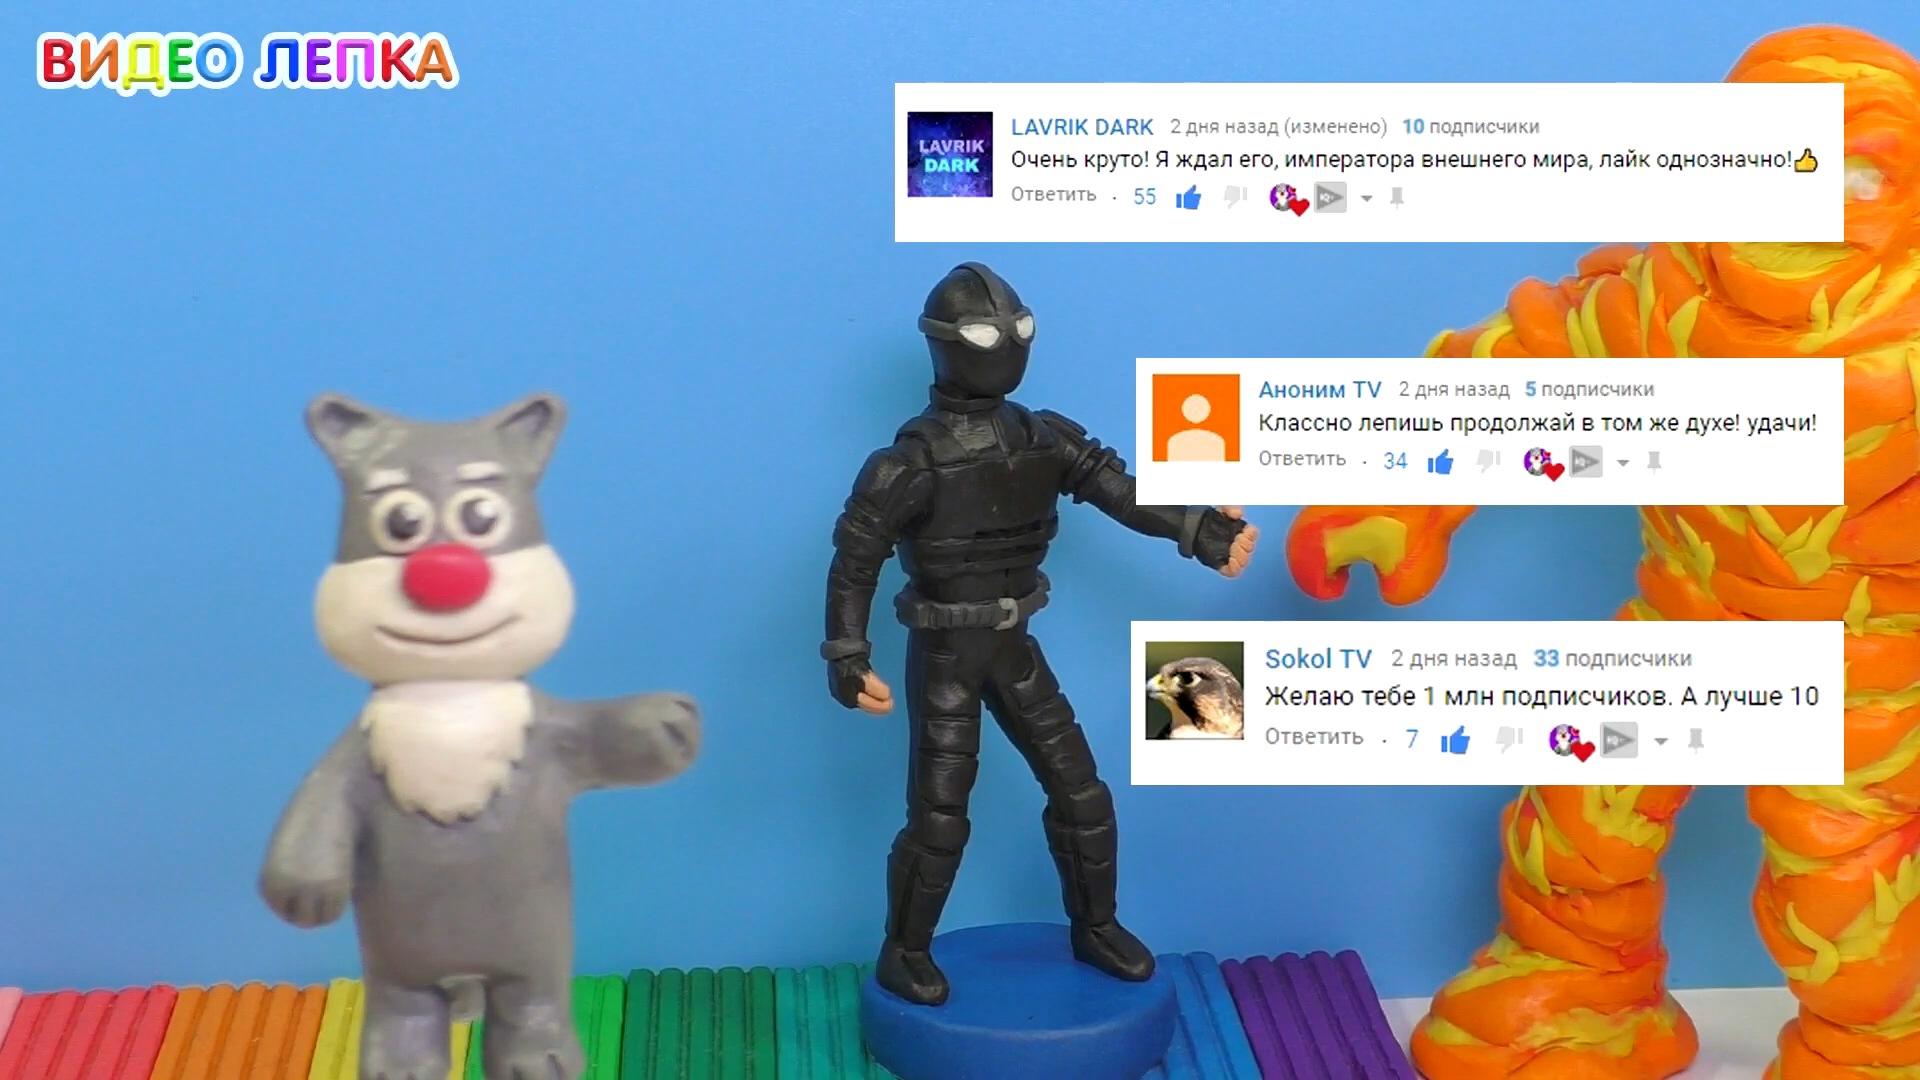 ВИДЕО ЛЕПКА
LAVRIK DARK 2 дня назад (изменено) 10 подписчики
LAVRIK
DARK
Очень круто! Я ждал его, императора внешнего мира, лайк однозначно!👍
Ответить · 55
Аноним TV 2 дня назад 5 подписчики
Классно лепишь продолжай в том же духе! удачи!
Ответить · 34
Sokol TV 2 дня назад 33 подписчики
Желаю тебе 1 млн подписчиков. А лучше 10
Ответить · 7